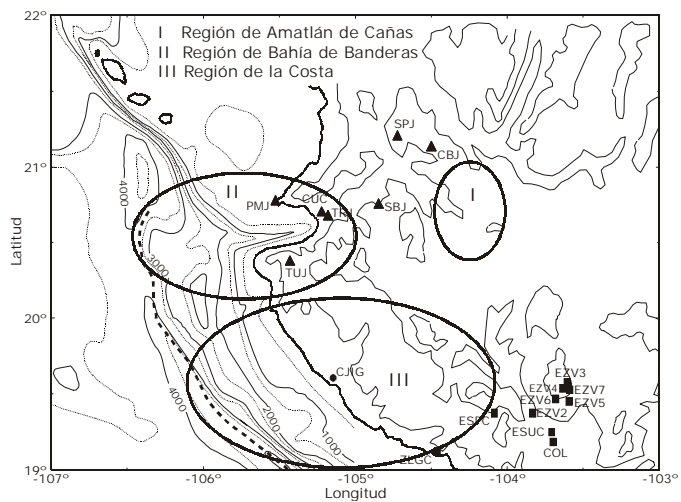 22°
I Región de Amatlán de Cañas
II Región de Bahía de Banderas
III Región de la Costa
SPJ
CBJ
21°
4000
II
I
PMJ
CUC
TRJ
SBJ
Latitud
3000
TUJ
20°
CJIG
III
EZV3
EZV4
EZV7
EZV6
EZV5
4000
2000
1000
EZV2
ESPC
ESUC
COL
ZLGC
19°
-107°
-106°
-105°
-104°
-103°
Longitud